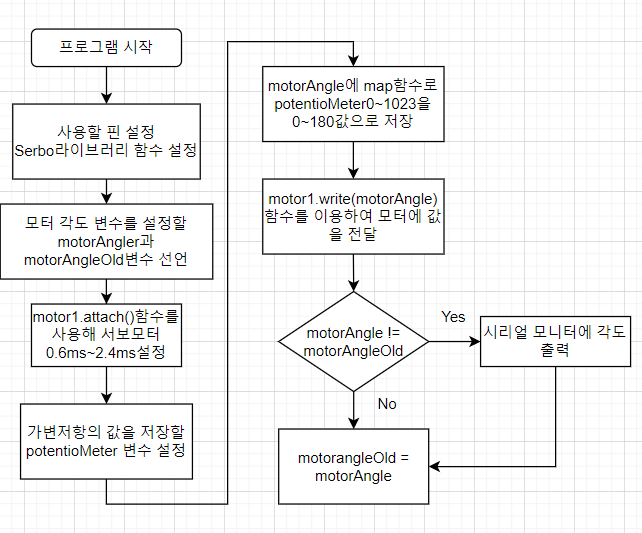 프로그램 시작
사용할 핀 설정
Serbo라이브러리 함수 설정
모터 각도 변수를 설정할
motorAngler과
motorAngleOld변수 선언
motor1.attach()함수를
사용해 서보모터
0.6ms~2.4ms설정
가변저항의 값을 저장할
potentioMeter 변수 설정
motorAngle에 map함수로
potentioMeter0~1023을
0~180값으로 저장
motor1.write(motorAngle)
함수를 이용하여 모터에 값
을 전달
motorAngle !=
motorAngleOld
Yes
시리얼 모니터에 각도
출력
No
motorangleOld =
motorAngle